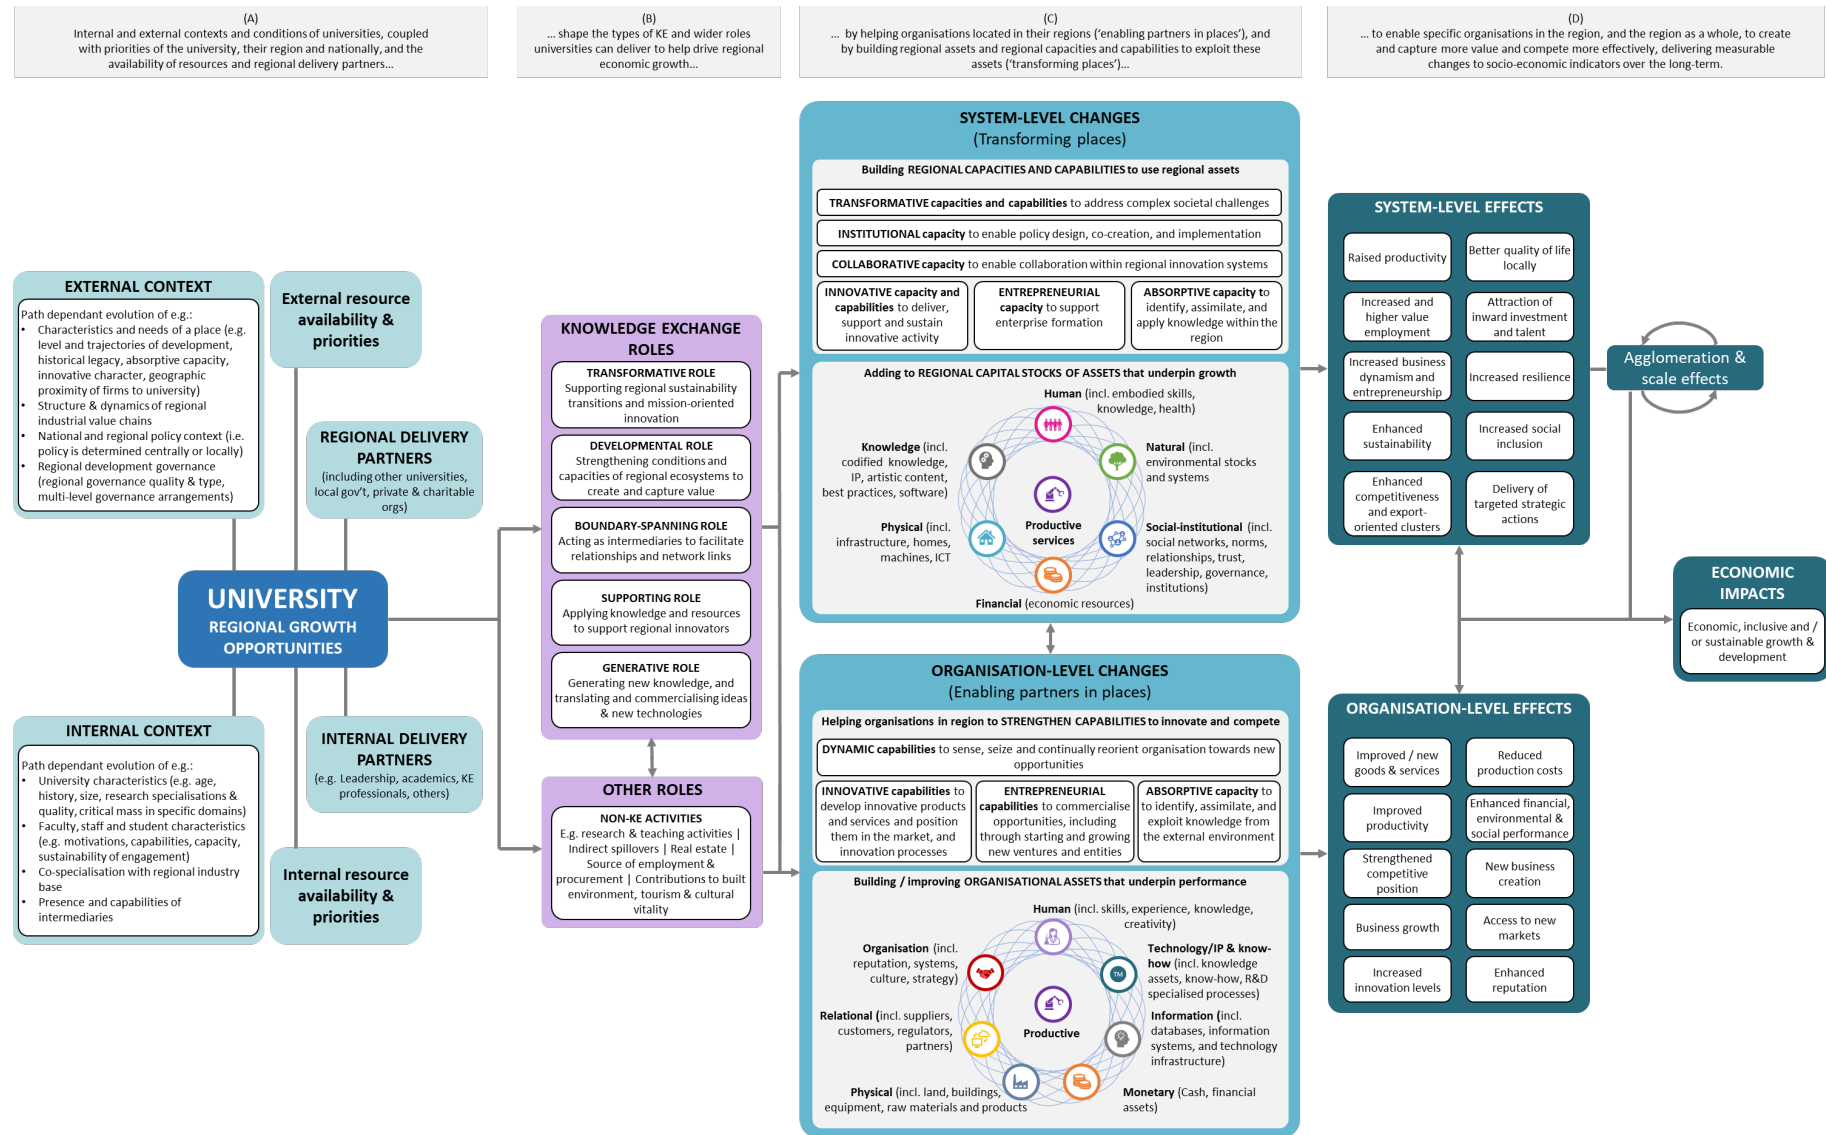 (A)
Internal and external contexts and conditions of universities, coupled
with priorities of the university, their region and nationally, and the
availability of resources and regional delivery partners...
(B)
... shape the types of KE and wider roles
universities can deliver to help drive regional
economic growth...
(C)
... by helping organisations located in their regions ('enabling partners in places'), and
by building regional assets and regional capacities and capabilities to exploit these
assets ('transforming places')...
(D)
... to enable specific organisations in the region, and the region as a whole, to create
and capture more value and compete more effectively, delivering measurable
changes to socio-economic indicators over the long-term.
EXTERNAL CONTEXT
Path dependant evolution of e.g.:
• Characteristics and needs of a place (e.g.
level and trajectories of development,
historical legacy, absorptive capacity,
innovative character, geographic
proximity of firms to university)
• Structure & dynamics of regional
industrial value chains
• National and regional policy context (i.e.
policy is determined centrally or locally)
• Regional development governance
(regional governance quality & type,
multi-level governance arrangements)
External resource
availability &
priorities
REGIONAL DELIVERY
PARTNERS
(including other universities,
local gov't, private & charitable
orgs)
UNIVERSITY
REGIONAL GROWTH
OPPORTUNITIES
INTERNAL CONTEXT
Path dependant evolution of e.g.:
• University characteristics (e.g. age,
history, size, research specialisations &
quality, critical mass in specific domains)
• Faculty, staff and student characteristics
(e.g. motivations, capabilities, capacity,
sustainability of engagement)
• Co-specialisation with regional industry
base
• Presence and capabilities of
intermediaries
INTERNAL DELIVERY
PARTNERS
(e.g. Leadership, academics, KE
professionals, others)
Internal resource
availability &
priorities
KNOWLEDGE EXCHANGE
ROLES
TRANSFORMATIVE ROLE
Supporting regional sustainability
transitions and mission-oriented
innovation
DEVELOPMENTAL ROLE
Strengthening conditions and
capacities of regional ecosystems to
create and capture value
BOUNDARY-SPANNING ROLE
Acting as intermediaries to facilitate
relationships and network links
SUPPORTING ROLE
Applying knowledge and resources
to support regional innovators
GENERATIVE ROLE
Generating new knowledge, and
translating and commercialising ideas
& new technologies
OTHER ROLES
NON-KE ACTIVITIES
E.g. research & teaching activities |
Indirect spillovers | Real estate |
Source of employment &
procurement | Contributions to built
environment, tourism & cultural
vitality
SYSTEM-LEVEL CHANGES
(Transforming places)
Building REGIONAL CAPACITIES AND CAPABILITIES to use regional assets
TRANSFORMATIVE capacities and capabilities to address complex societal challenges
INSTITUTIONAL capacity to enable policy design, co-creation, and implementation
COLLABORATIVE capacity to enable collaboration within regional innovation systems
INNOVATIVE capacity and
capabilities to deliver,
support and sustain
innovative activity
ENTREPRENEURIAL
capacity to support
enterprise formation
ABSORPTIVE capacity to
identify, assimilate, and
apply knowledge within the
region
Adding to REGIONAL CAPITAL STOCKS OF ASSETS that underpin growth
Human (incl. embodied skills,
knowledge, health)
Knowledge (incl.
codified knowledge,
IP, artistic content,
best practices, software)
Natural (incl.
environmental stocks
and systems
Productive
services
Physical (incl.
infrastructure, homes,
machines, ICT
Social-institutional (incl.
social networks, norms,
relationships, trust,
leadership, governance,
institutions)
Financial (economic resources)
ORGANISATION-LEVEL CHANGES
(Enabling partners in places)
Helping organisations in region to STRENGTHEN CAPABILITIES to innovate and compete
DYNAMIC capabilities to sense, seize and continually reorient organisation towards new
opportunities
INNOVATIVE capabilities to
develop innovative products
and services and position
them in the market, and
innovation processes
ENTREPRENEURIAL
capabilities to commercialise
opportunities, including
through starting and growing
new ventures and entities
ABSORPTIVE capacity to
to identify, assimilate, and
exploit knowledge from
the external environment
Building / improving ORGANISATIONAL ASSETS that underpin performance
Human (incl. skills, experience, knowledge,
creativity)
Organisation (incl.
reputation, systems,
culture, strategy)
Technology/IP & know-
how (incl. knowledge
assets, know-how, R&D
specialised processes)
TM
Productive
Relational (incl. suppliers,
customers, regulators,
partners)
Information (incl.
databases, information
systems, and technology
infrastructure)
Physical (incl. land, buildings,
equipment, raw materials and products
Monetary (Cash, financial
assets)
SYSTEM-LEVEL EFFECTS
Raised productivity
Better quality of life
locally
Increased and
higher value
employment
Attraction of
inward investment
and talent
Increased business
dynamism and
entrepreneurship
Increased resilience
Enhanced
sustainability
Increased social
inclusion
Enhanced
competitiveness
and export-
oriented clusters
Delivery of
targeted strategic
actions
Agglomeration &
scale effects
ECONOMIC
IMPACTS
Economic, inclusive and /
or sustainable growth &
development
ORGANISATION-LEVEL EFFECTS
Improved / new
goods & services
Reduced
production costs
Improved
productivity
Enhanced financial,
environmental &
social performance
Strengthened
competitive
position
New business
creation
Business growth
Access to new
markets
Increased
innovation levels
Enhanced
reputation